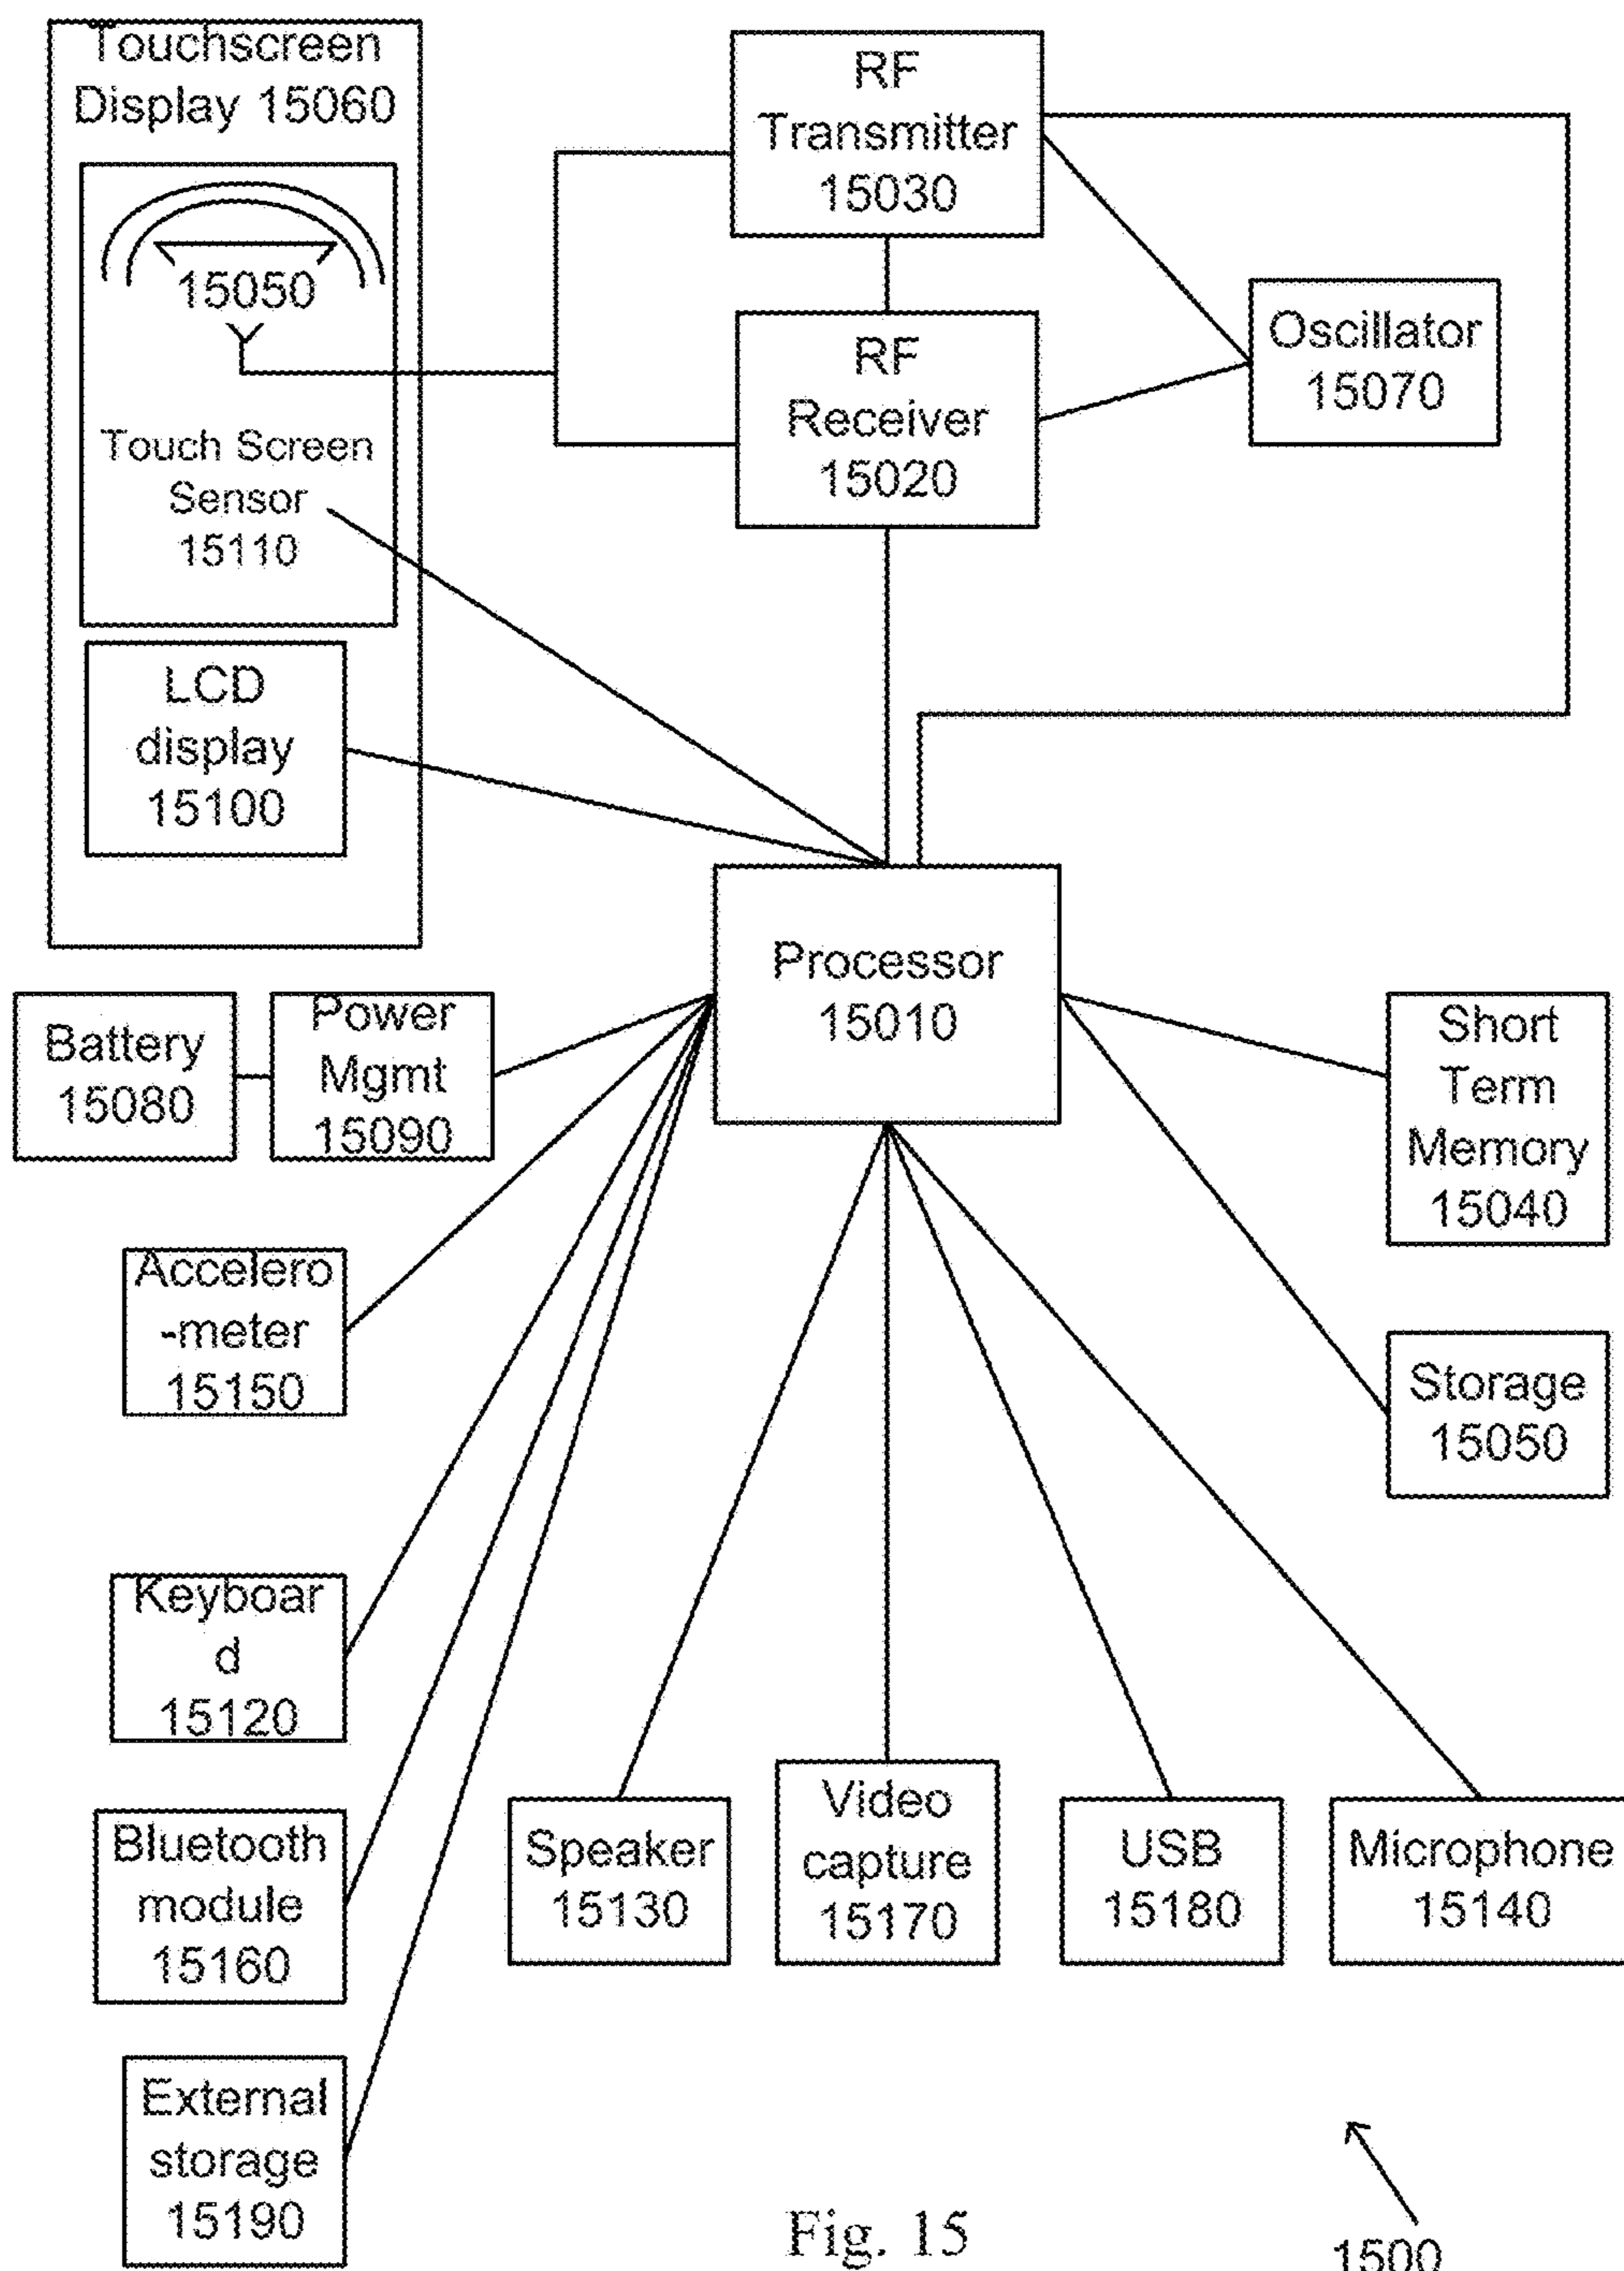 Touchscreen
Display 15060
15050
Touch Screen
Sensor
15110
LCD
display
15100
RF
Transmitter
15030
RF
Receiver
15020
Oscillator
15070
Processor
15010
Battery
15080
Power
Mgmt
15090
Short
Term
Memory
15040
Accelero
-meter
15150
Storage
15050
Keyboar
d
15120
Bluetooth
module
15160
Speaker
15130
Video
capture
15170
USB
15180
Microphone
15140
External
storage
15190
Fig. 15
1500